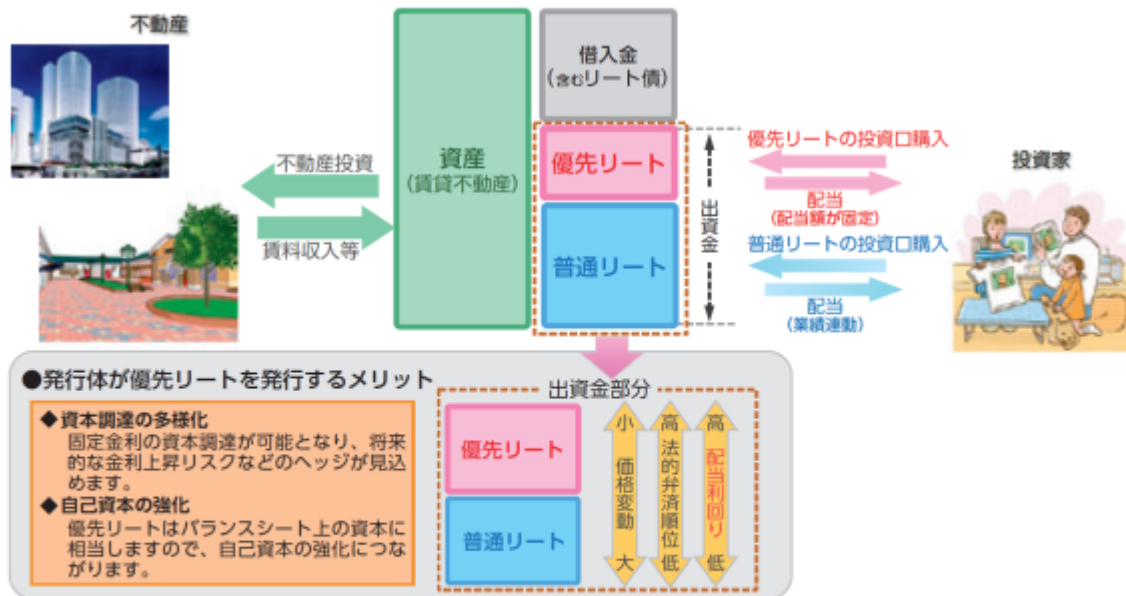 不動産
不動産投資
賃料収入等
資産
(賃貸不動産)
借入金
(含むリート債)
優先リート
普通リート
出資金
優先リートの投資口購入
配当
(配当額が固定)
普通リートの投資口購入
配当
(業績連動)
投資家
●発行体が優先リートを発行するメリット
◆資本調達の多様化
固定金利の資本調達が可能となり、将来
的な金利上昇リスクなどのヘッジが見込
めます。
◆自己資本の強化
優先リートはバランスシート上の資本に
相当しますので、自己資本の強化につな
がります。
出資金部分
優先リート
普通リート
小 価格変動 大
高 法的弁済順位 低
高 配当利回り 低